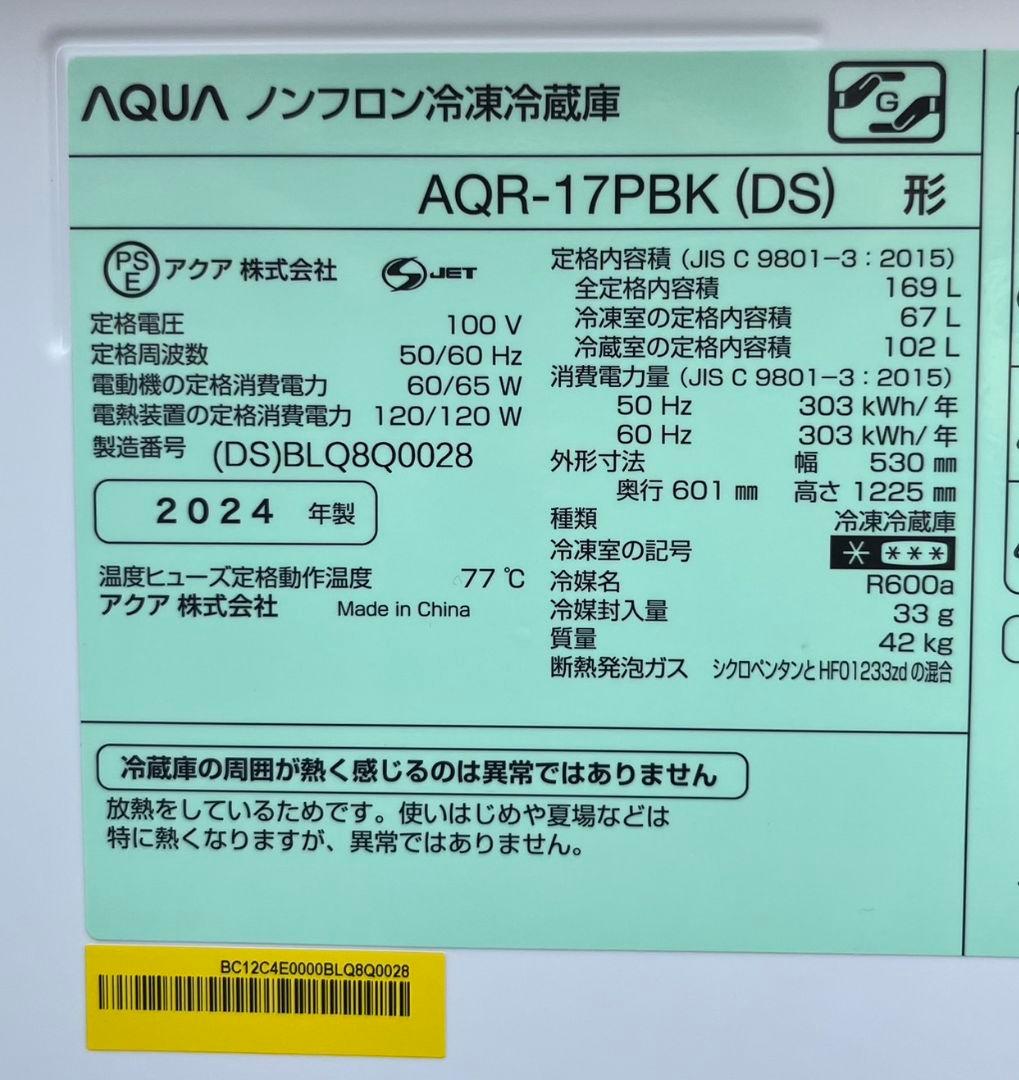 AQUA ノンフロン冷凍冷蔵庫
G
AQR-17PBK (DS) 形
PSE アクア 株式会社 JET
定格電圧 100 V
定格周波数 50/60 Hz
電動機の定格消費電力 60/65 W
電熱装置の定格消費電力 120/120 W
製造番号 (DS)BLQ8Q0028
2024 年製
温度ヒューズ定格動作温度 77 ℃
アクア 株式会社 Made in China
定格内容積 (JIS C 9801-3:2015)
全定格内容積 169 L
冷凍室の定格内容積 67 L
冷蔵室の定格内容積 102 L
消費電力量 (JIS C 9801-3:2015)
50 Hz 303 kWh/年
60 Hz 303 kWh/年
外形寸法 幅 530 ㎜
奥行 601 ㎜ 高さ 1225 ㎜
種類 冷凍冷蔵庫
冷凍室の記号 * ***
冷媒名 R600a
冷媒封入量 33 g
質量 42 kg
断熱発泡ガス シクロペンタンとHFO1233zdの混合
冷蔵庫の周囲が熱く感じるのは異常ではありません
放熱をしているためです。使いはじめや夏場などは
特に熱くなりますが、異常ではありません。
BC12C4E0000BLQ8Q0028